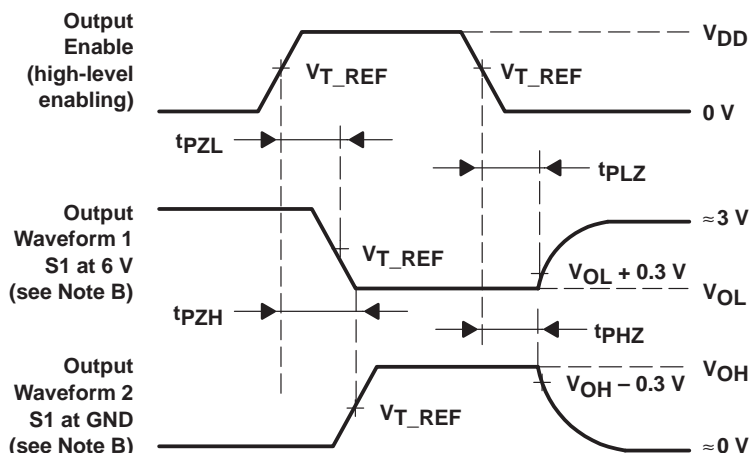 Output
Enable
(high-level
enabling)
VT_REF
VT_REF
VDD
0 V
tPZL
tPLZ
Output
Waveform 1
S1 at 6 V
(see Note B)
VT_REF
≈3 V
VOL + 0.3 V
VOL
tPZH
tPHZ
Output
Waveform 2
S1 at GND
(see Note B)
VT_REF
VOH
VOH – 0.3 V
≈0 V